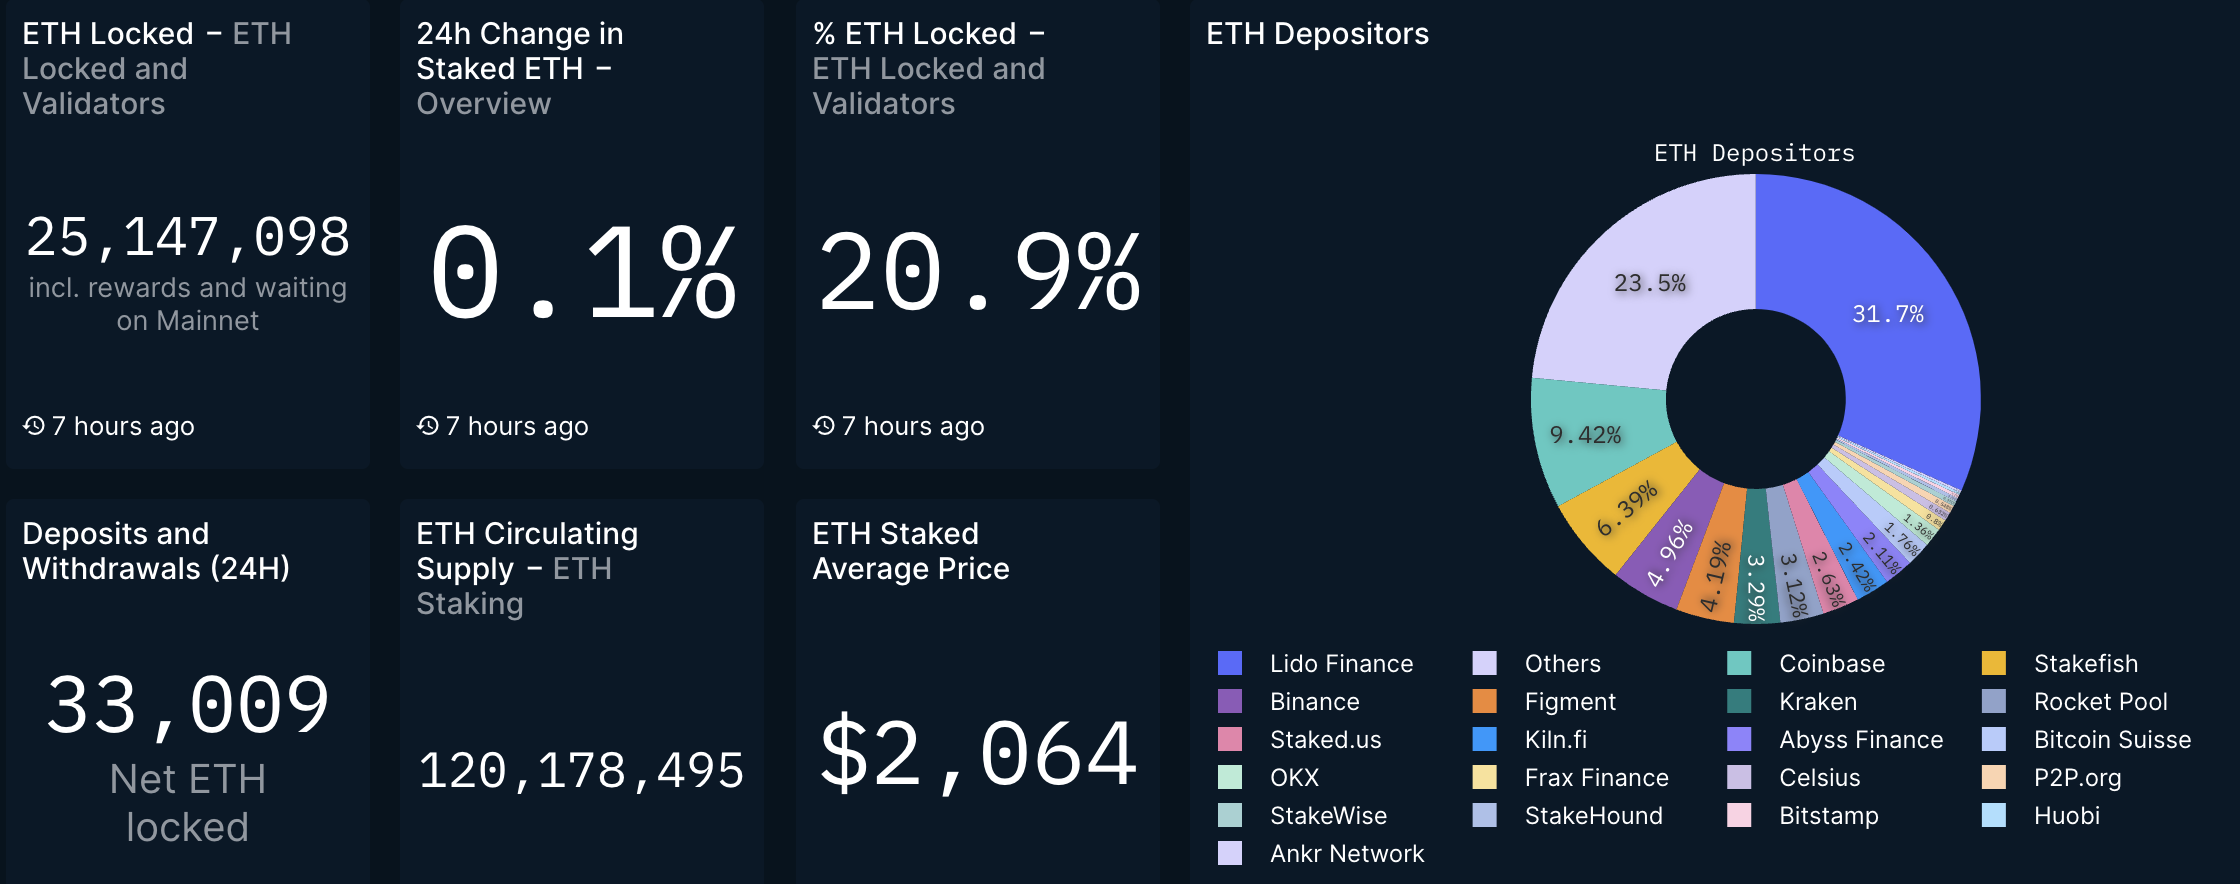 ETH Locked – ETH
Locked and
Validators
25,147,098
incl. rewards and waiting
on Mainnet
7 hours ago
24h Change in
Staked ETH –
Overview
0.1%
7 hours ago
% ETH Locked –
ETH Locked and
Validators
20.9%
7 hours ago
Deposits and
Withdrawals (24H)
33,009
Net ETH
locked
ETH Circulating
Supply – ETH
Staking
120,178,495
ETH Staked
Average Price
$2,064
ETH Depositors
ETH Depositors
31.7%
23.5%
9.42%
6.39%
4.96%
4.19%
3.29%
3.12%
2.63%
2.42%
2.11%
1.76%
1.36%
Lido Finance
Others
Coinbase
Stakefish
Binance
Figment
Kraken
Rocket Pool
Staked.us
Kiln.fi
Abyss Finance
Bitcoin Suisse
OKX
Frax Finance
Celsius
P2P.org
StakeWise
StakeHound
Bitstamp
Huobi
Ankr Network